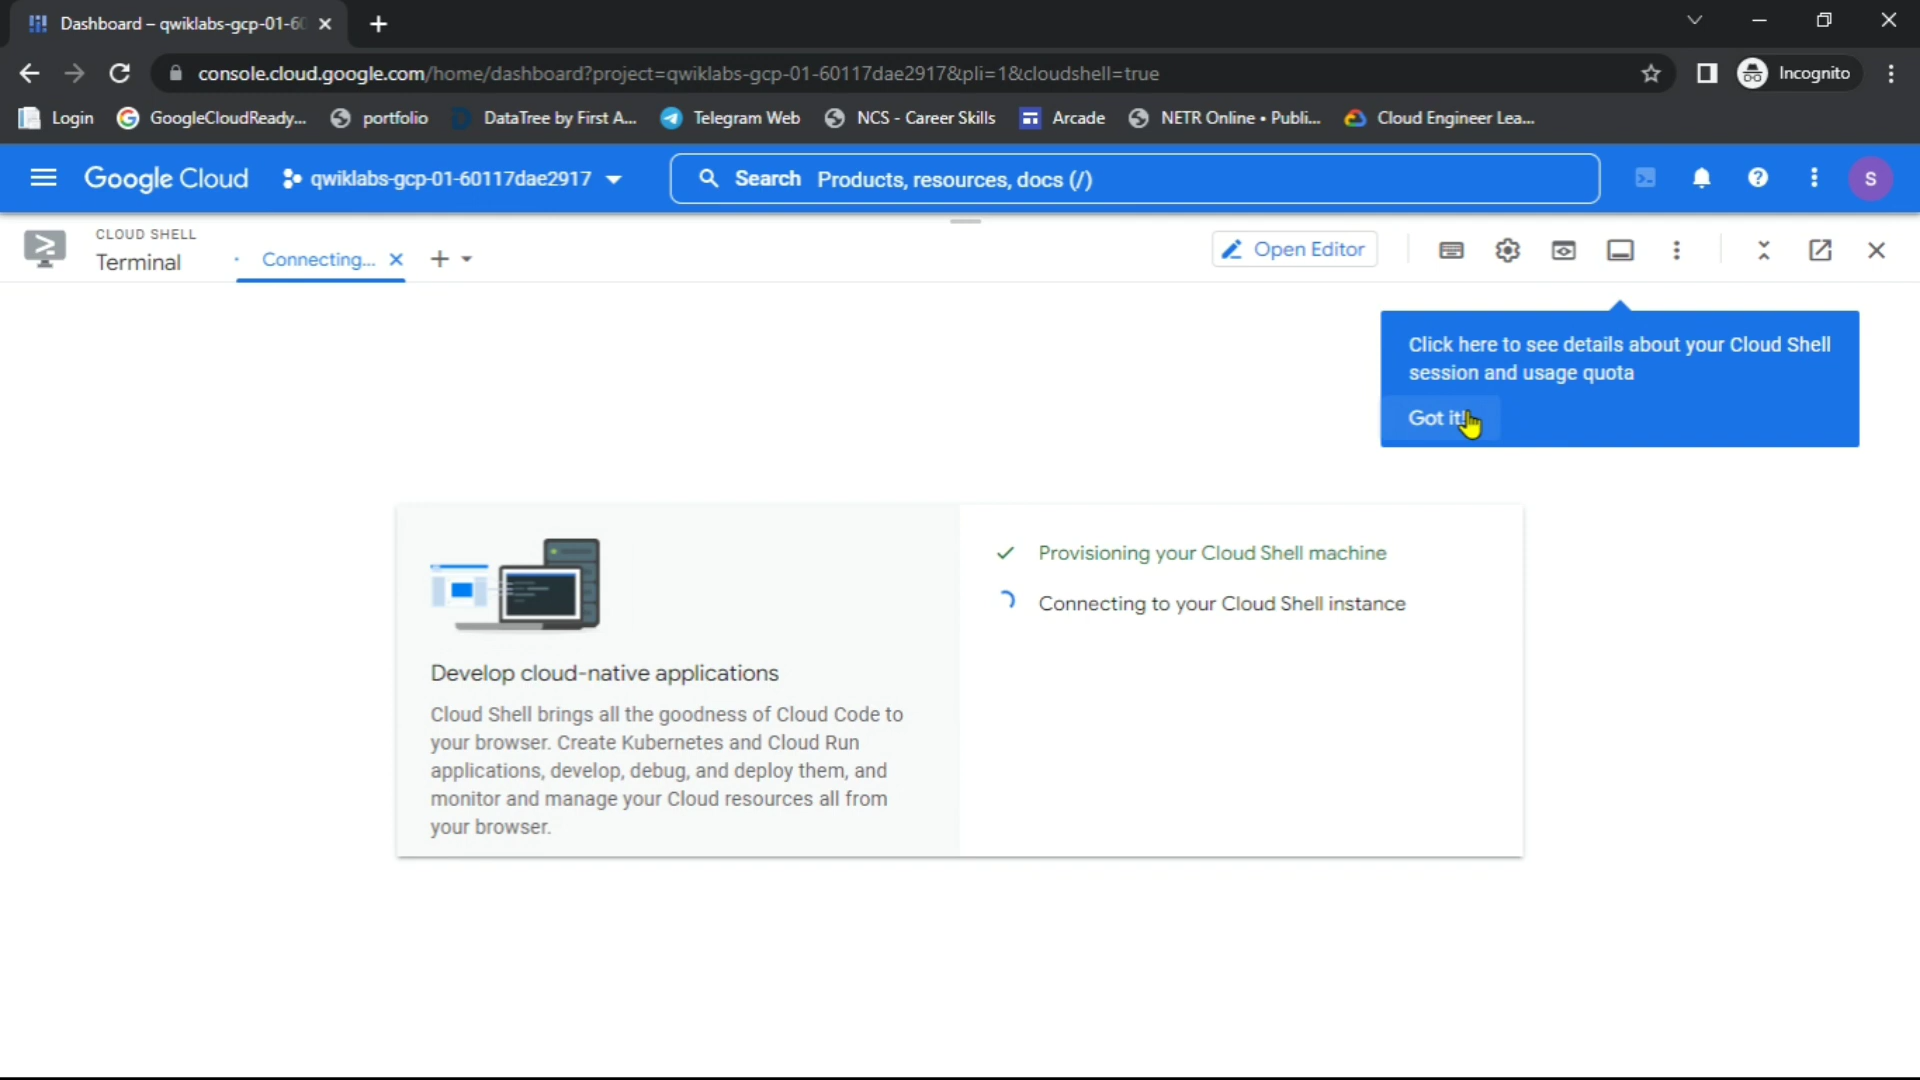 Dashboard – qwiklabs-gcp-01-60
console.cloud.google.com/home/dashboard?project=qwiklabs-gcp-01-60117dae2917&pli=1&cloudshell=true
Incognito
Login
GoogleCloudReady...
portfolio
DataTree by First A...
Telegram Web
NCS - Career Skills
Arcade
NETR Online • Publi...
Cloud Engineer Lea...
Google Cloud
qwiklabs-gcp-01-60117dae2917
Search Products, resources, docs (/)
S
CLOUD SHELL
Terminal
Connecting...
Open Editor
Click here to see details about your Cloud Shell
session and usage quota
Got it!
Provisioning your Cloud Shell machine
Connecting to your Cloud Shell instance
Develop cloud-native applications
Cloud Shell brings all the goodness of Cloud Code to
your browser. Create Kubernetes and Cloud Run
applications, develop, debug, and deploy them, and
monitor and manage your Cloud resources all from
your browser.